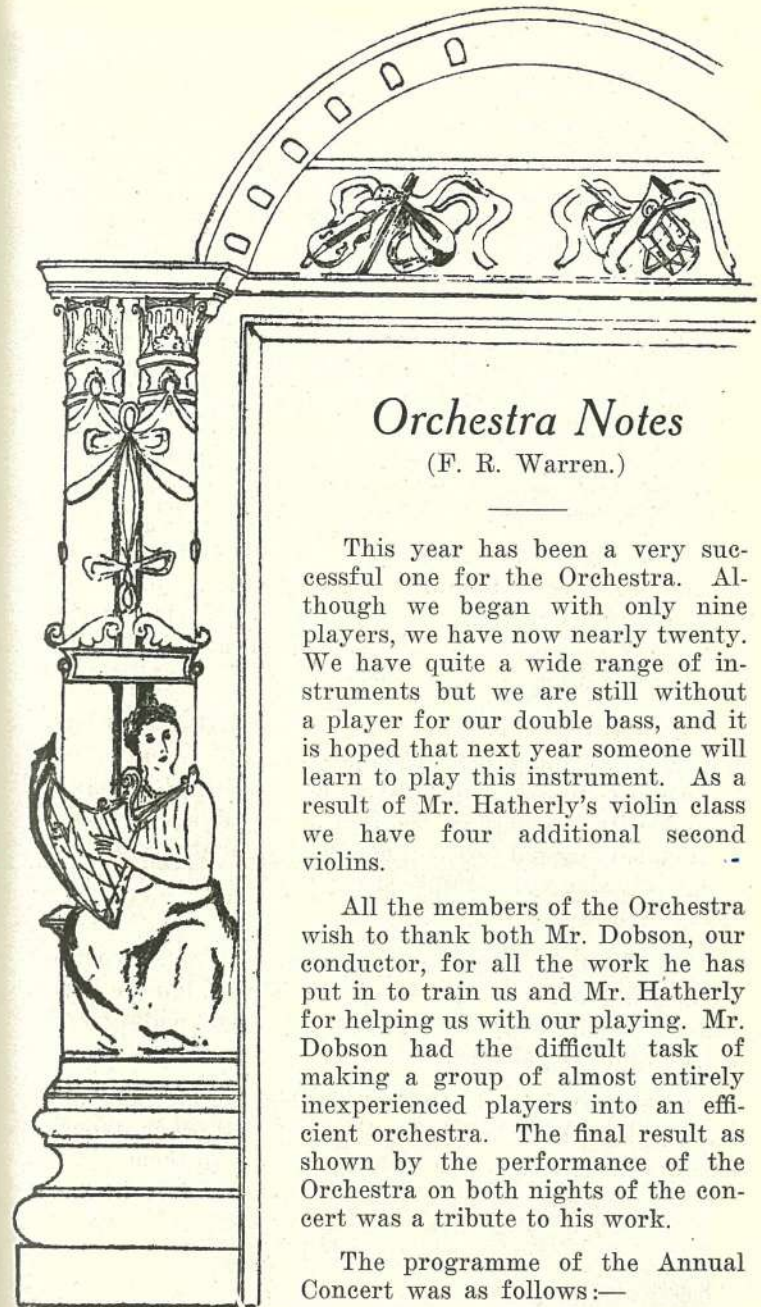 Orchestra Notes
(F. R. Warren.)
This year has been a very suc-
cessful one for the Orchestra. Al-
though we began with only nine
players, we have now nearly twenty.
We have quite a wide range of in-
struments but we are still without
a player for our double bass, and it
is hoped that next year someone will
learn to play this instrument. As a
result of Mr. Hatherly's violin class
we have four additional second
violins.
All the members of the Orchestra
wish to thank both Mr. Dobson, our
conductor, for all the work he has
put in to train us and Mr. Hatherly
for helping us with our playing. Mr.
Dobson had the difficult task of
making a group of almost entirely
inexperienced players into an effi-
cient orchestra. The final result as
shown by the performance of the
Orchestra on both nights of the con-
cert was a tribute to his work.
The programme of the Annual
Concert was as follows:—